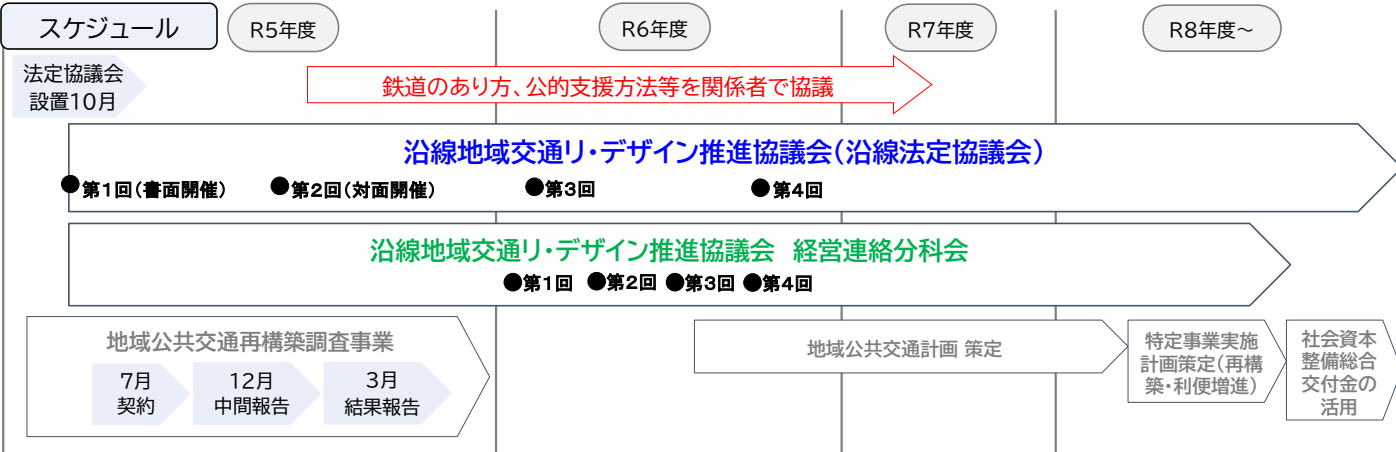 スケジュール
R5年度
R6年度
R7年度
R8年度～
法定協議会
設置10月
鉄道のあり方、公的支援方法等を関係者で協議
沿線地域交通リ・デザイン推進協議会(沿線法定協議会)
●第1回(書面開催)
●第2回(対面開催)
●第3回
●第4回
沿線地域交通リ・デザイン推進協議会　経営連絡分科会
●第1回
●第2回
●第3回
●第4回
地域公共交通再構築調査事業
7月
契約
12月
中間報告
3月
結果報告
地域公共交通計画 策定
特定事業実施
計画策定(再構
築・利便増進)
社会資本
整備総合
交付金の
活用